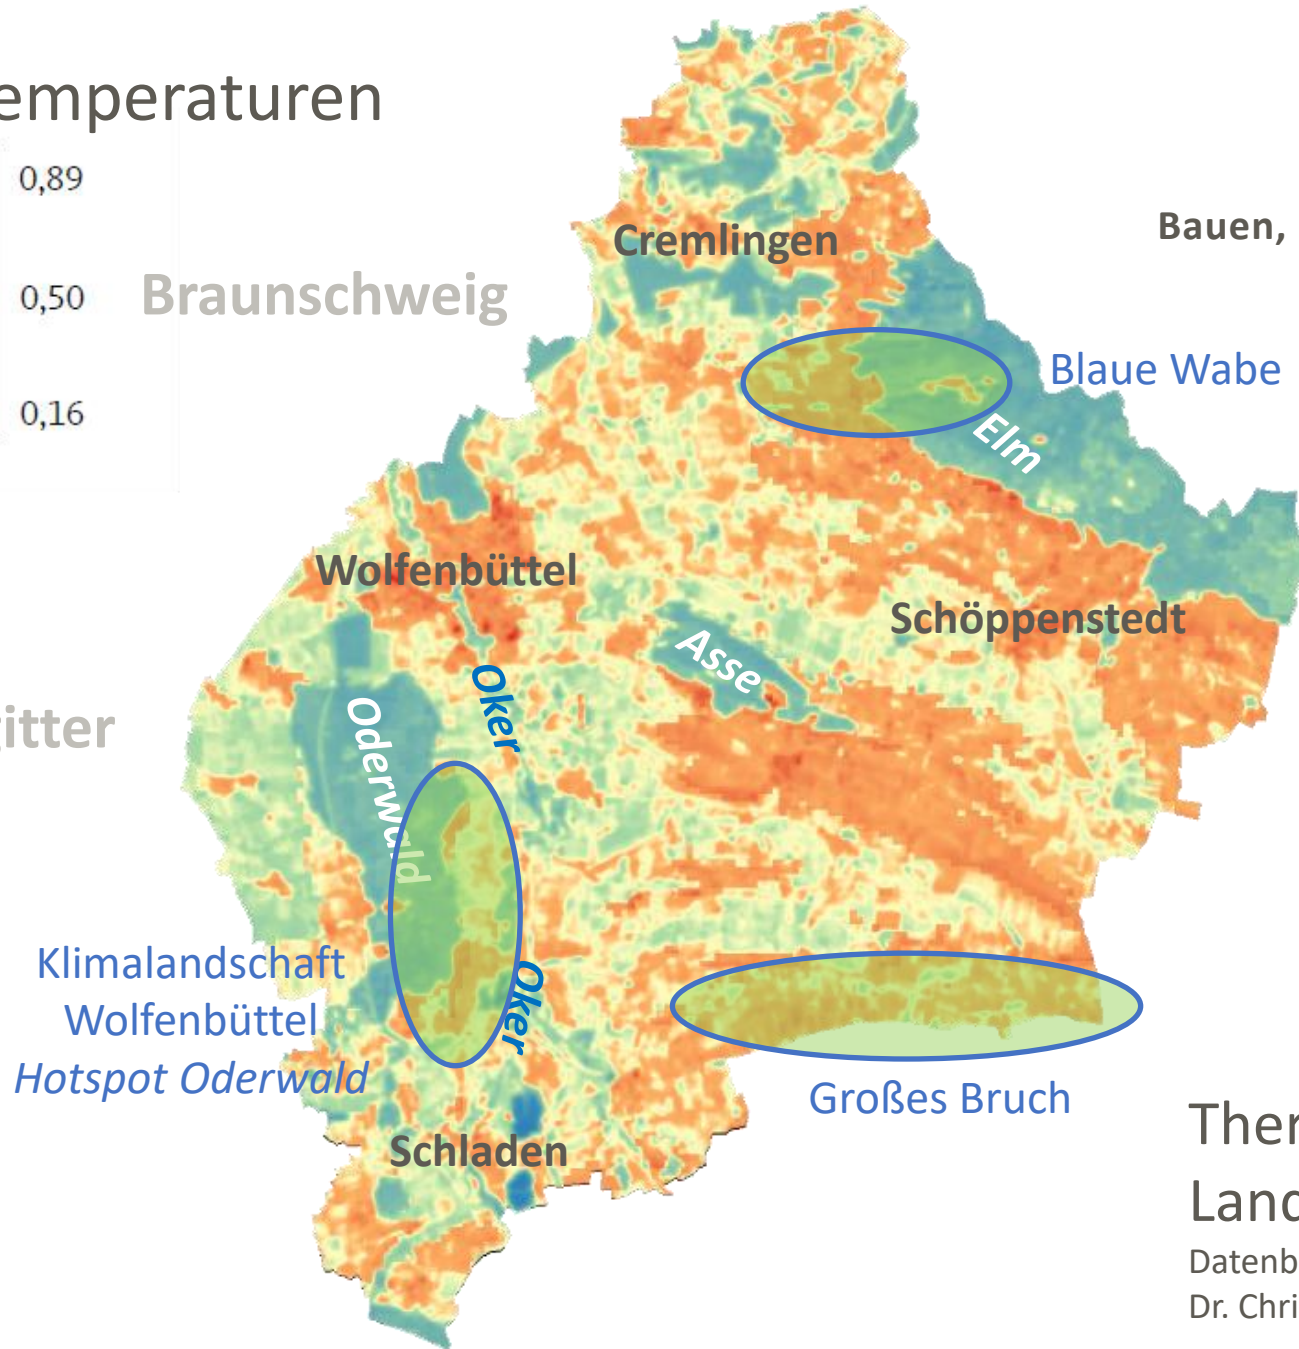 emperaturen
0,89
0,50
0,16
Braunschweig
Cremlingen
Bauen,
Blaue Wabe
Elm
Wolfenbüttel
Schöppenstedt
Asse
Oker
Oderwald
itter
Klimalandschaft
Wolfenbüttel
Hotspot Oderwald
Oker
Großes Bruch
Schladen
Ther
Land
Datenb
Dr. Chri